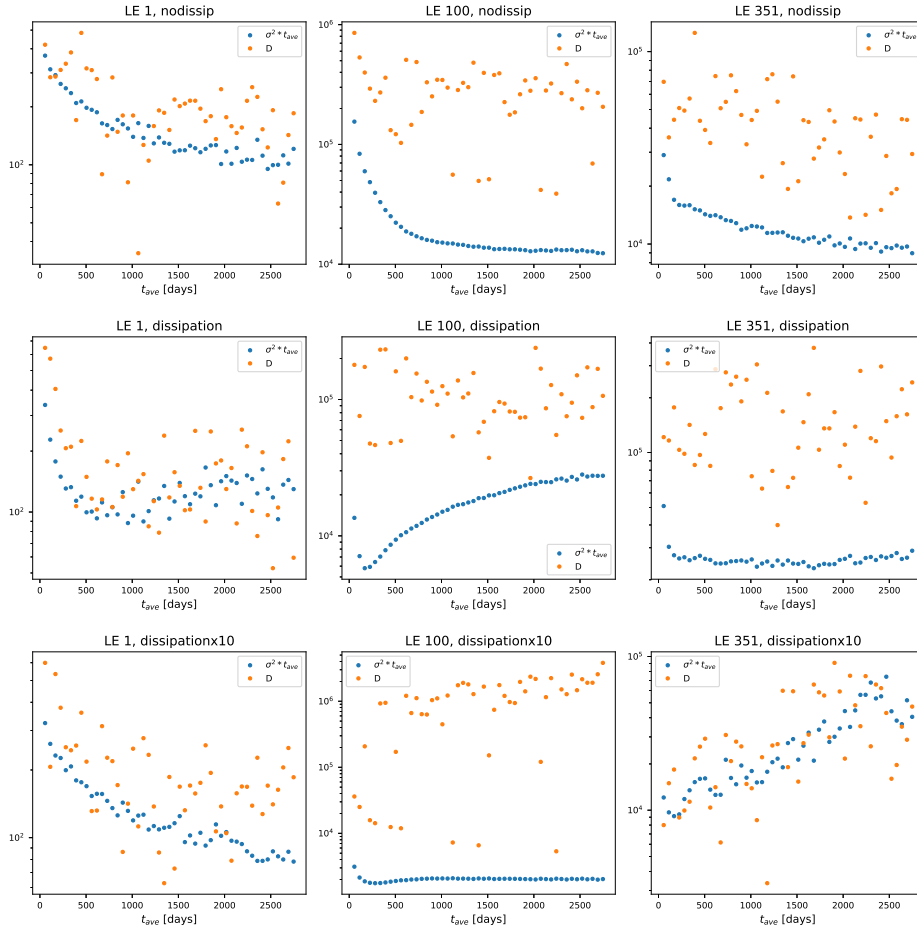 LE 1, nodissip
σ² * t_ave
D
10²
0 500 1000 1500 2000 2500
t_ave [days]
LE 100, nodissip
σ² * t_ave
D
10⁶
10⁵
10⁴
0 500 1000 1500 2000 2500
t_ave [days]
LE 351, nodissip
σ² * t_ave
D
10⁵
10⁴
0 500 1000 1500 2000 2500
t_ave [days]
LE 1, dissipation
σ² * t_ave
D
10²
0 500 1000 1500 2000 2500
t_ave [days]
LE 100, dissipation
10⁵
10⁴
σ² * t_ave
D
0 500 1000 1500 2000 2500
t_ave [days]
LE 351, dissipation
σ² * t_ave
D
10⁵
0 500 1000 1500 2000 2500
t_ave [days]
LE 1, dissipationx10
σ² * t_ave
D
10²
0 500 1000 1500 2000 2500
t_ave [days]
LE 100, dissipationx10
σ² * t_ave
D
10⁶
10⁵
10⁴
10³
0 500 1000 1500 2000 2500
t_ave [days]
LE 351, dissipationx10
σ² * t_ave
D
10⁵
10⁴
0 500 1000 1500 2000 2500
t_ave [days]